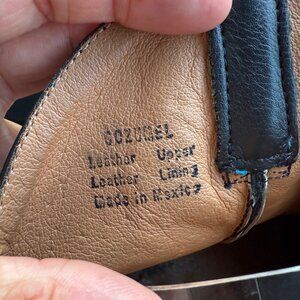 COZUMEL
Leather Upper
Leather Lining
Made in Mexico